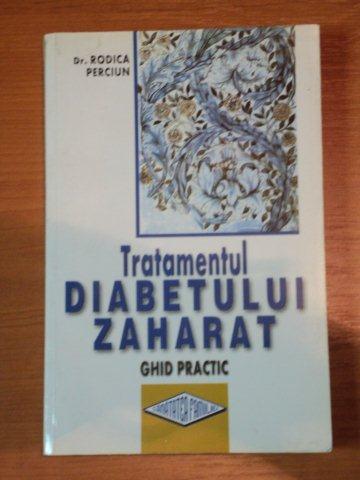 Dr. RODICA
PERCIUN
Tratamentul
DIABETULUI
ZAHARAT
GHID PRACTIC